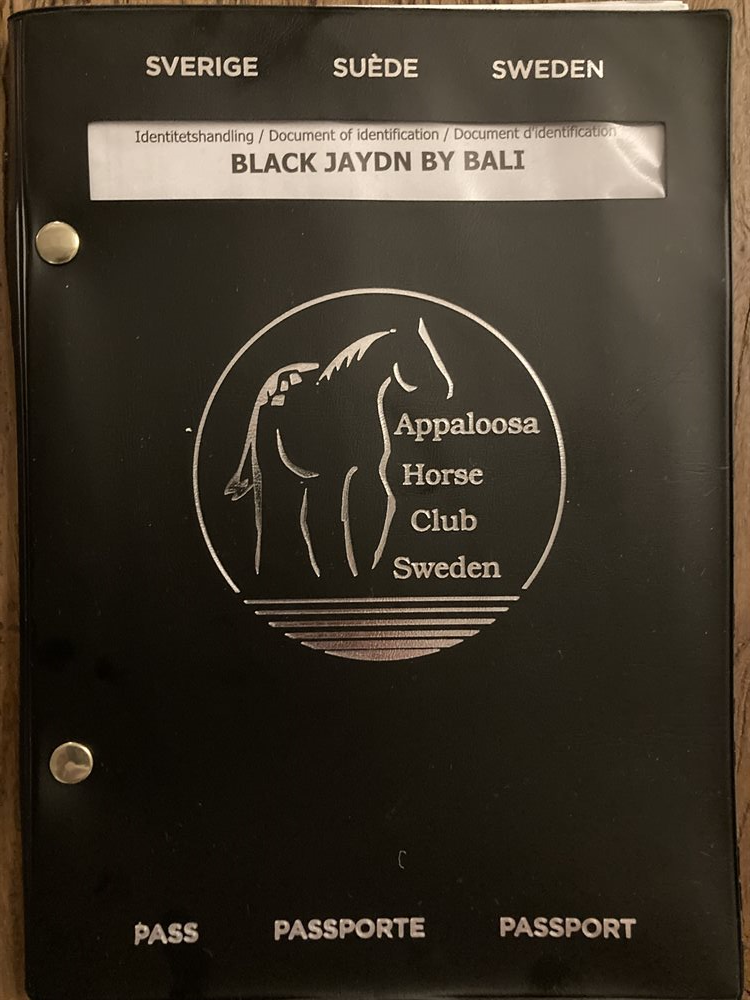 SVERIGE SUÈDE SWEDEN
Identitetshandling / Document of identification / Document d'identification
BLACK JAYDN BY BALI
Appaloosa
Horse
Club
Sweden
PASS PASSPORTE PASSPORT